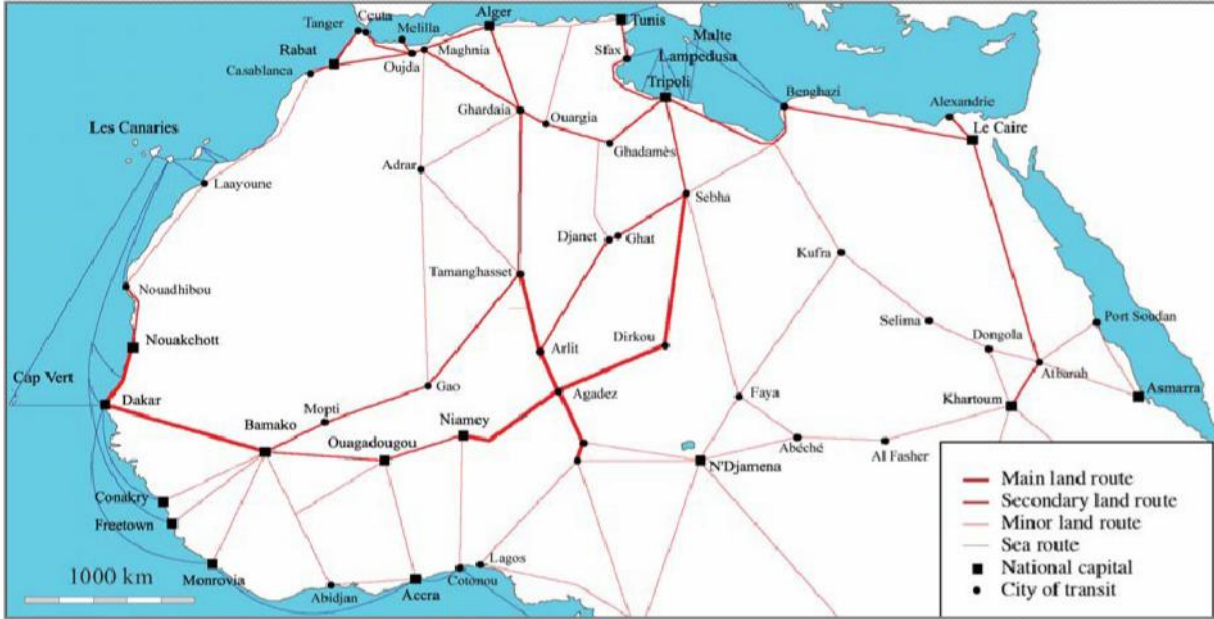 Ceuta
Tanger
Melilla
Alger
Tunis
Rabat
Maghnia
Malte
Casablanca
Oujda
Sfax
Lampedusa
Tripoli
Benghazi
Alexandrie
Ghardaia
Ouargia
Le Caire
Les Canaries
Ghadamès
Adrar
Laayoune
Sebha
Djanet
Ghat
Kufra
Tamanghasset
Nouadhibou
Selima
Port Soudan
Dongola
Nouakchott
Dirkou
Arlit
Atbarah
Cap Vert
Gao
Agadez
Faya
Asmarra
Dakar
Khartoum
Mopti
Niamey
Bamako
Ouagadougou
Abéché
Al Fasher
N'Djamena
Main land route
Secondary land route
Minor land route
Sea route
National capital
City of transit
Conakry
Freetown
Lagos
1000 km
Monrovia
Abidjan
Accra
Cotonou